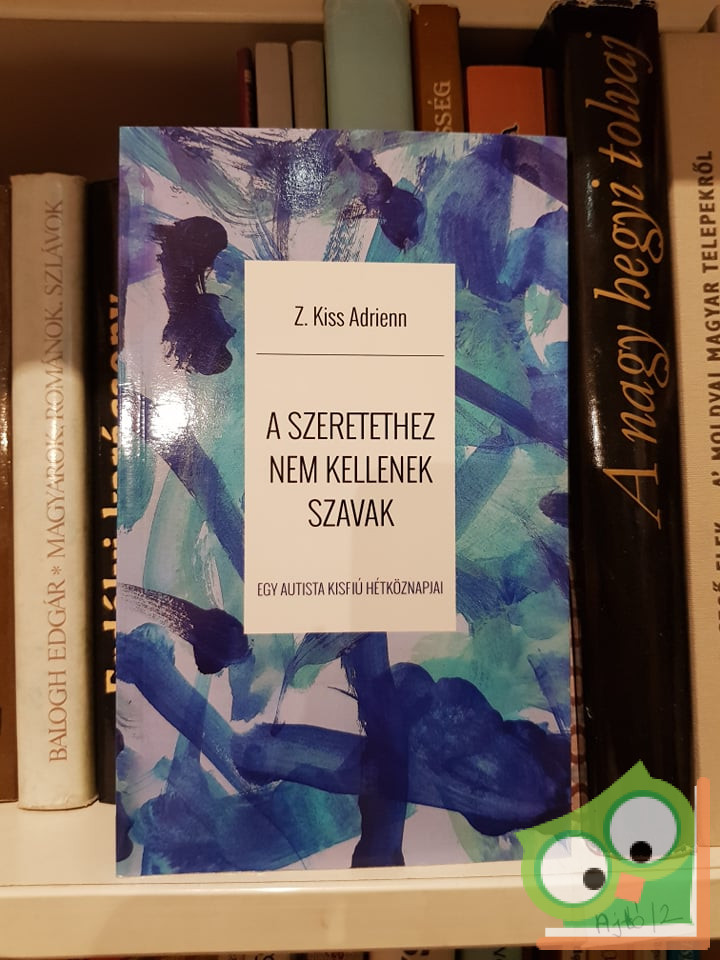 Z. Kiss Adrienn
A SZERETETHEZ
NEM KELLENEK
SZAVAK
EGY AUTISTA KISFIÚ HÉTKÖZNAPJAI
BALOGH EDGÁR * MAGYAROK, ROMÁNOK, SZLÁVOK
A nagy hegyi tolvaj
A' MOLDVAI MAGYAR TELEPEKRŐL